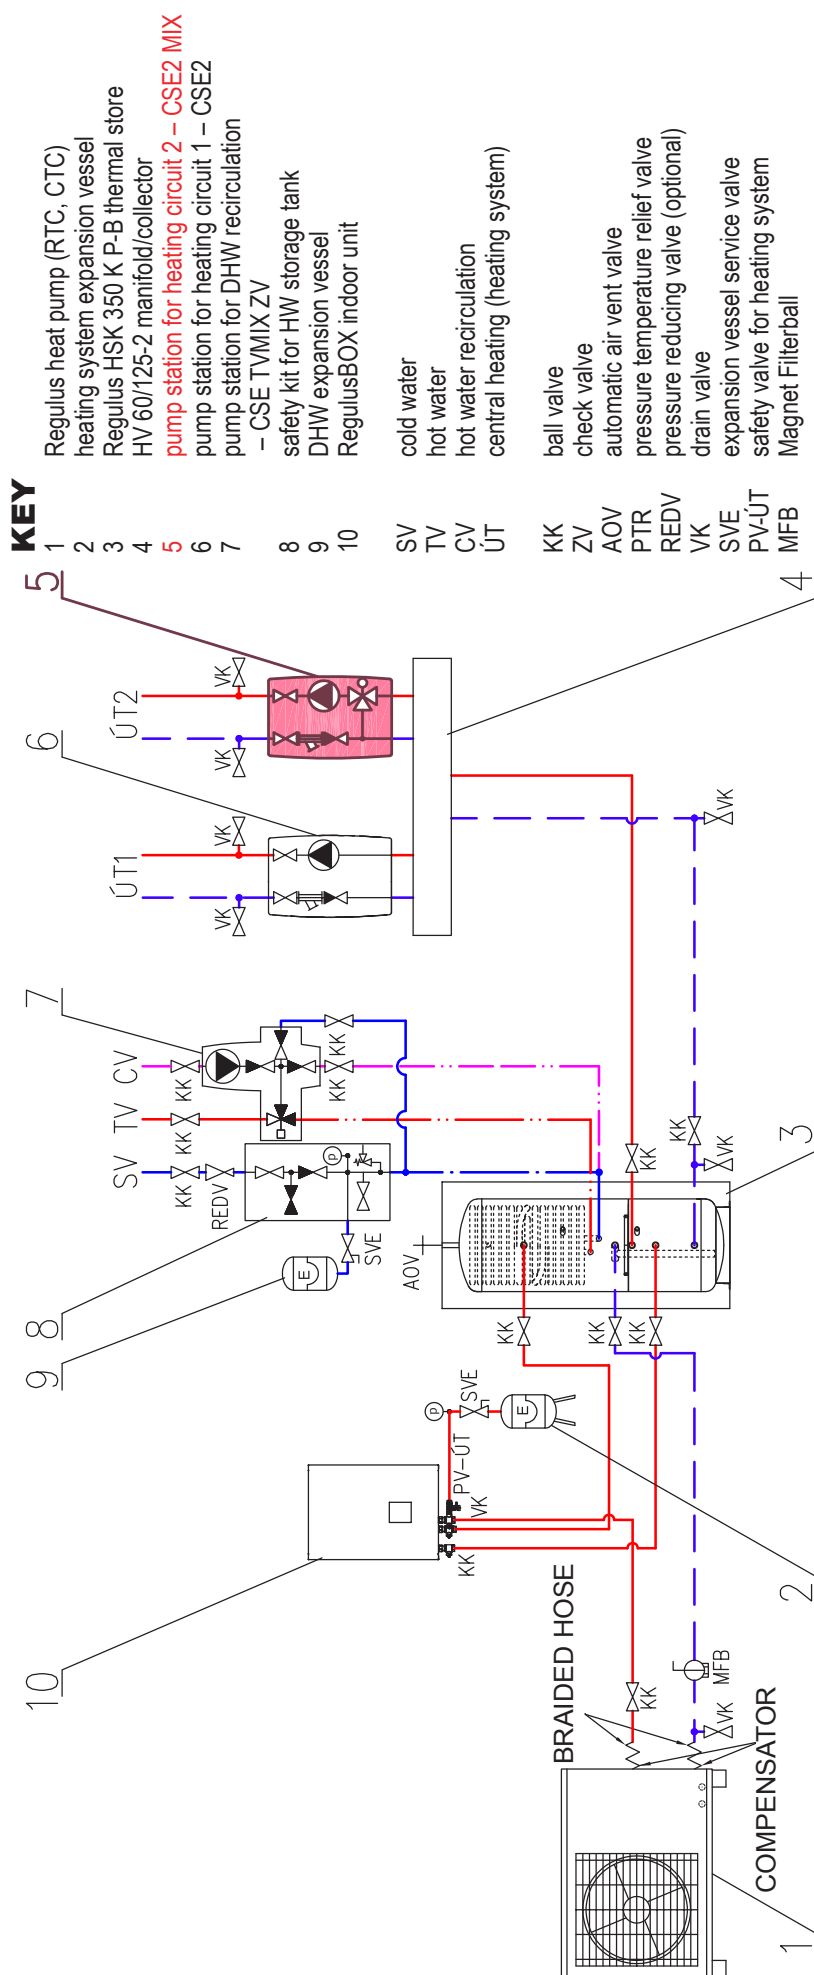 KEY
1 Regulus heat pump (RTC, CTC)
2 heating system expansion vessel
3 Regulus HSK 350 K P-B thermal store
4 HV 60/125-2 manifold/collector
5 pump station for heating circuit 2 – CSE2 MIX
6 pump station for heating circuit 1 – CSE2
7 pump station for DHW recirculation
– CSE TVMIX ZV
8 safety kit for HW storage tank
9 DHW expansion vessel
10 RegulusBOX indoor unit
SV cold water
TV hot water
CV hot water recirculation
ÚT central heating (heating system)
KK ball valve
ZV check valve
AOV automatic air vent valve
PTR pressure temperature relief valve
REDV pressure reducing valve (optional)
VK drain valve
SVE expansion vessel service valve
PV-ÚT safety valve for heating system
MFB Magnet Filterball
10
9
8
7
6
5
SV
TV
CV
ÚT1
ÚT2
KK
KK
KK
VK
VK
VK
VK
REDV
P
KK
KK
E
SVE
AOV
P
SVE
PV-ÚT
VK
KK
E
KK
KK
KK
KK
KK
VK
VK
BRAIDED HOSE
KK
MFB
VK
COMPENSATOR
1
2
3
4